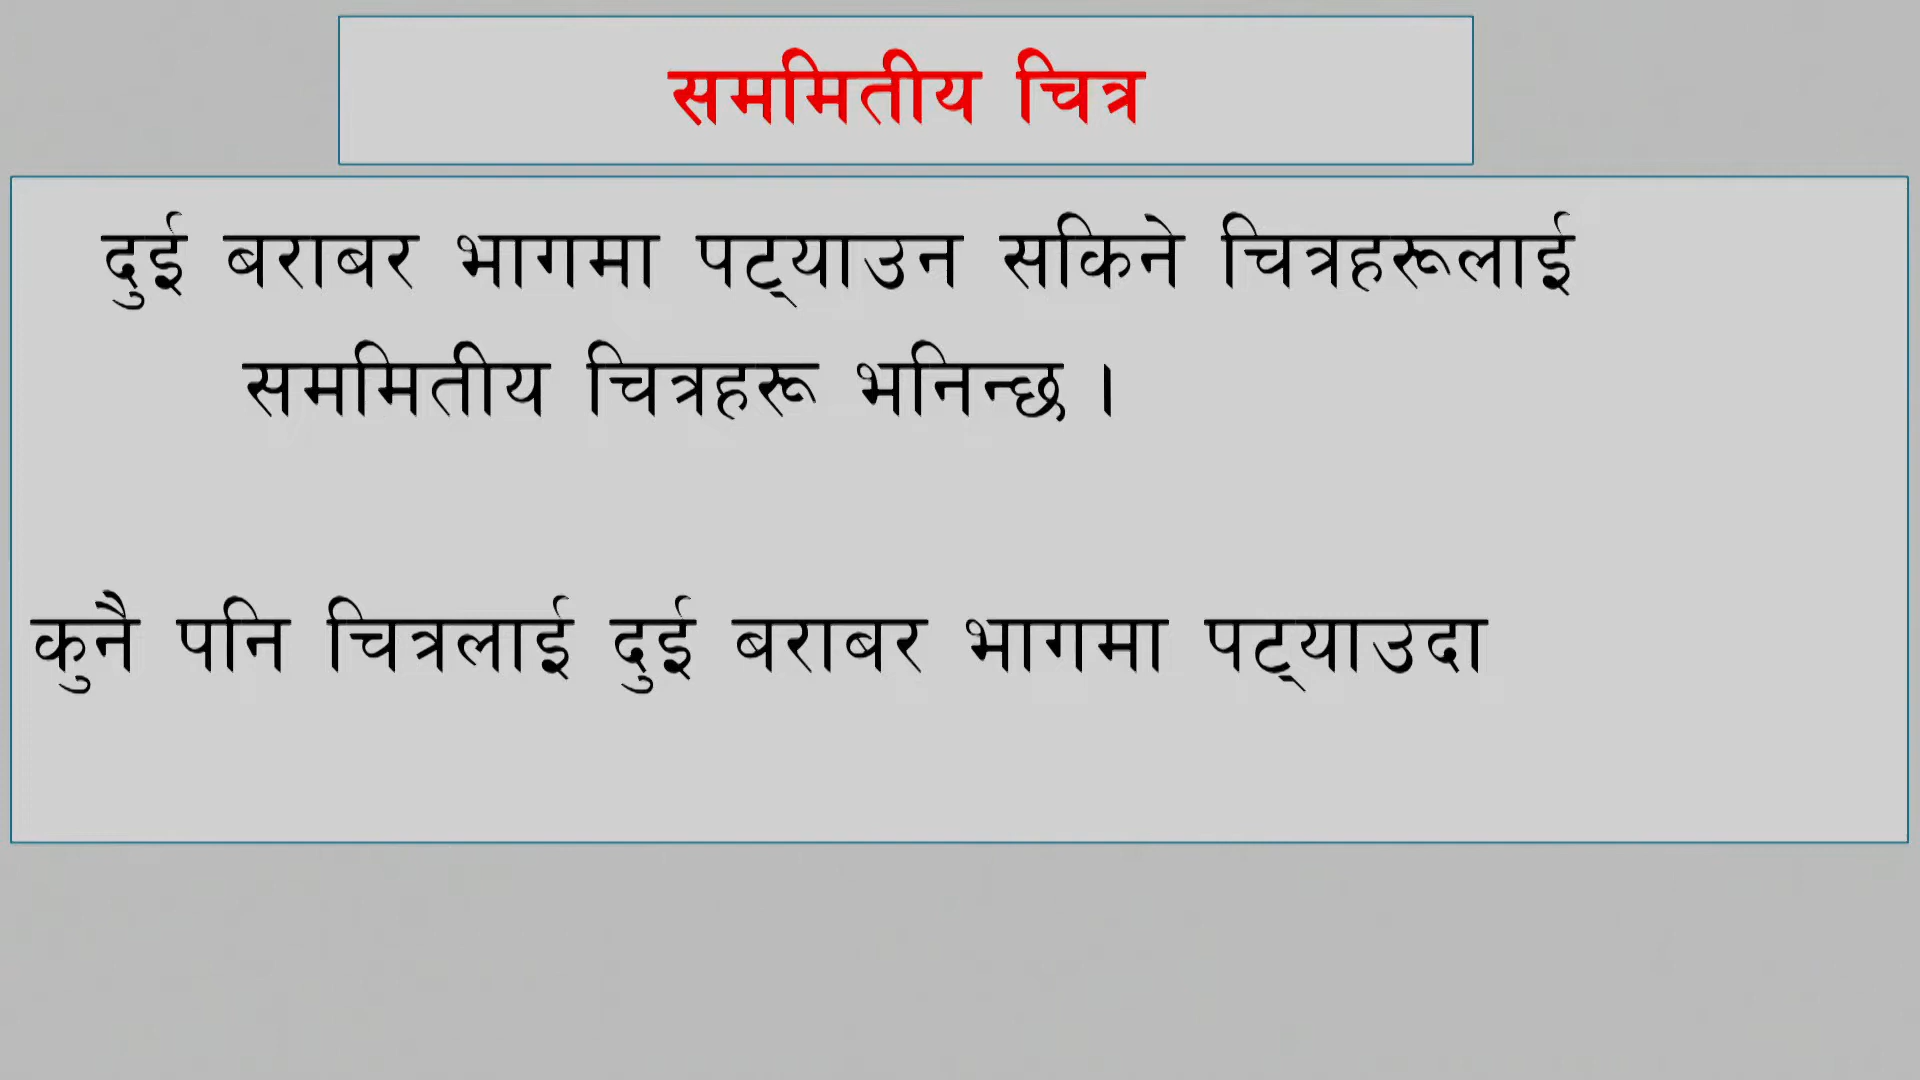 सममितीय चित्र
दुई बराबर भागमा पट्याउन सकिने चित्रहरूलाई
सममितीय चित्रहरू भनिन्छ ।
कुनै पनि चित्रलाई दुई बराबर भागमा पट्याउदा